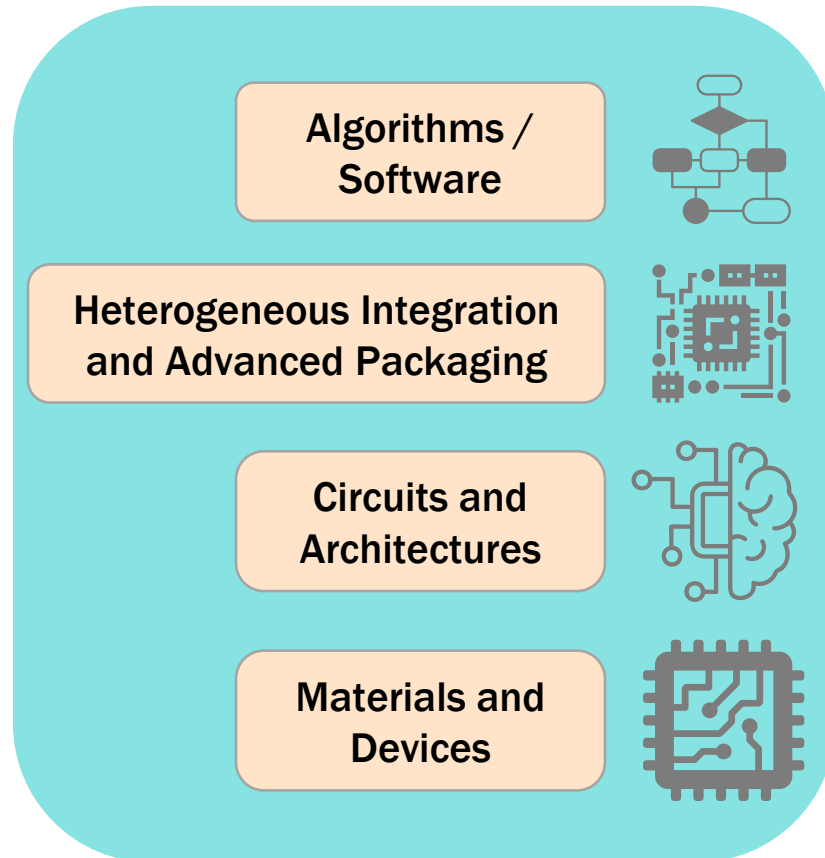 Algorithms /
Software
Heterogeneous Integration
and Advanced Packaging
Circuits and
Architectures
Materials and
Devices